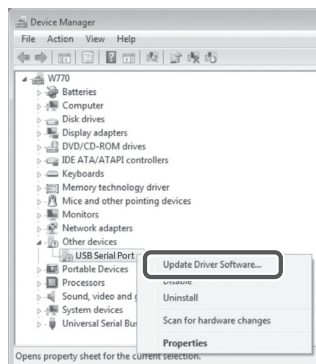 Device Manager
File Action View Help
W770
Batteries
Computer
Disk drives
Display adapters
DVD/CD-ROM drives
IDE ATA/ATAPI controllers
Keyboards
Memory technology driver
Mice and other pointing devices
Monitors
Network adapters
Other devices
USB Serial Port
Update Driver Software...
Portable Devices
Disable
Processors
Sound, video and g
Uninstall
System devices
Scan for hardware changes
Universal Serial Bus
Properties
Opens property sheet for the current selection.